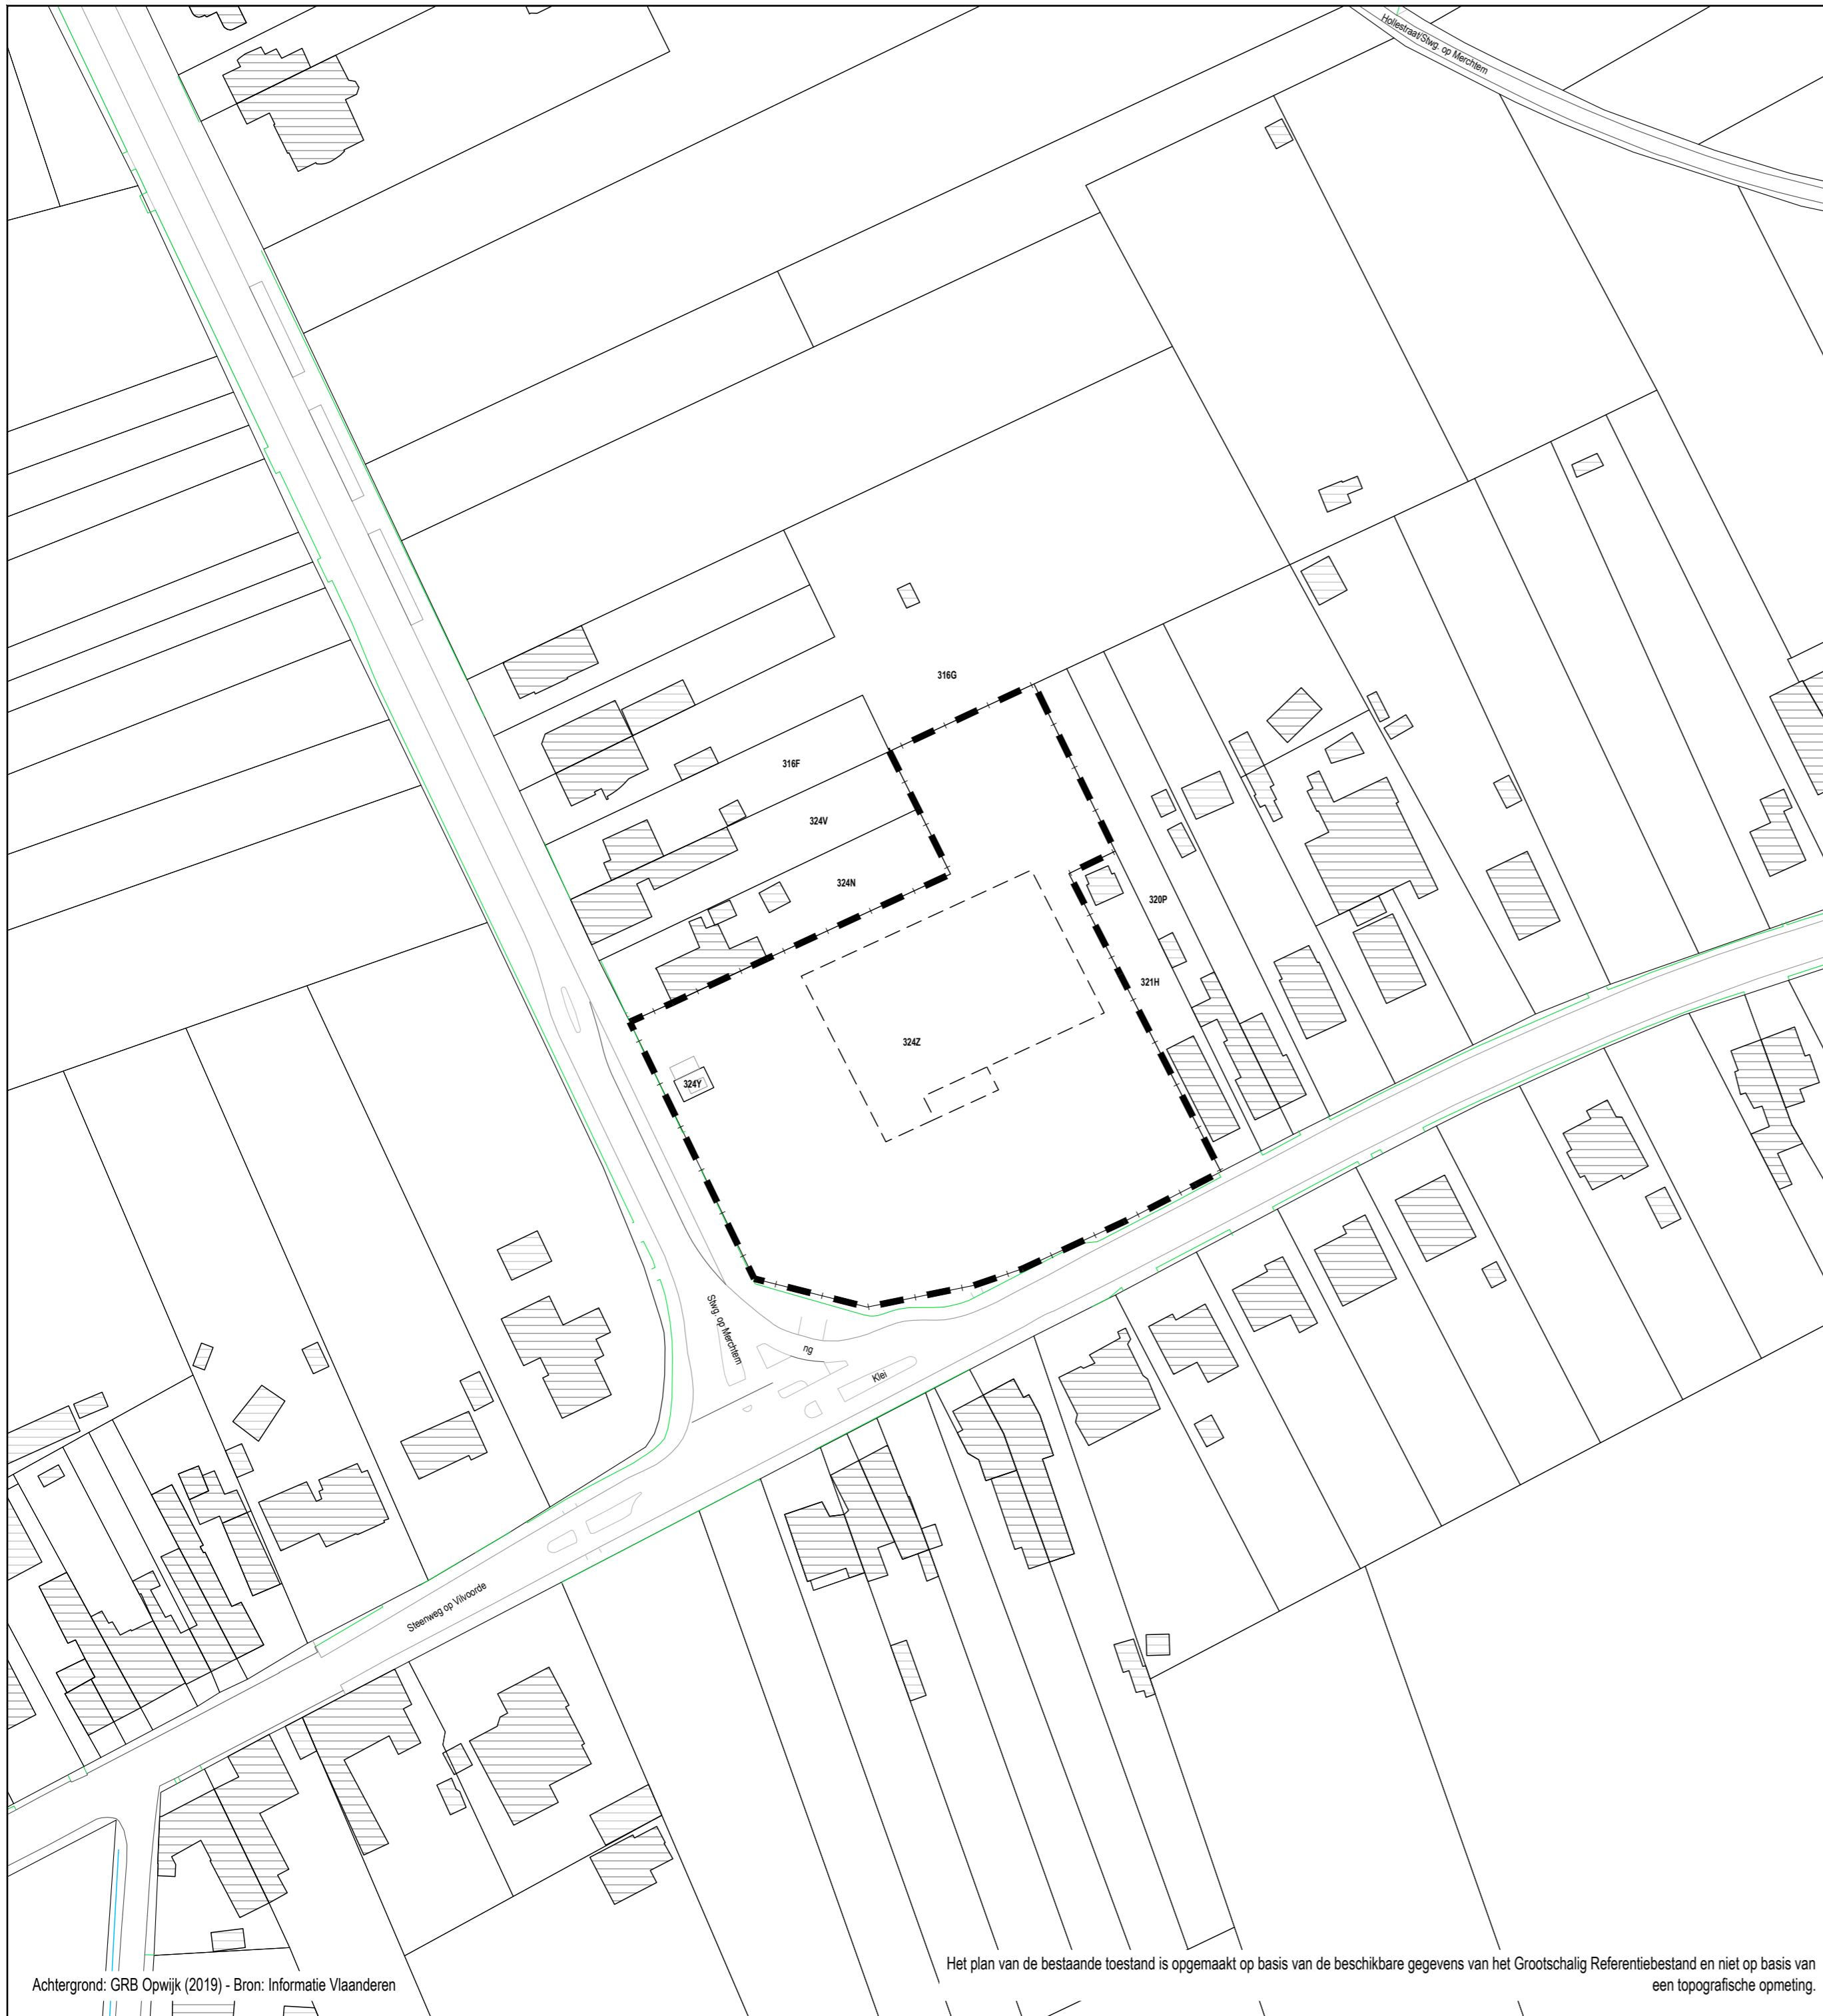 Hollestraat/Stwg. op Merchtem
316G
316F
324V
324N
320P
321H
324Z
324Y
Stwg. op Merchtem
ng
Klei
Steenweg op Vilvoorde
Het plan van de bestaande toestand is opgemaakt op basis van de beschikbare gegevens van het Grootschalig Referentiebestand en niet op basis van
een topografische opmeting.
Achtergrond: GRB Opwijk (2019) - Bron: Informatie Vlaanderen